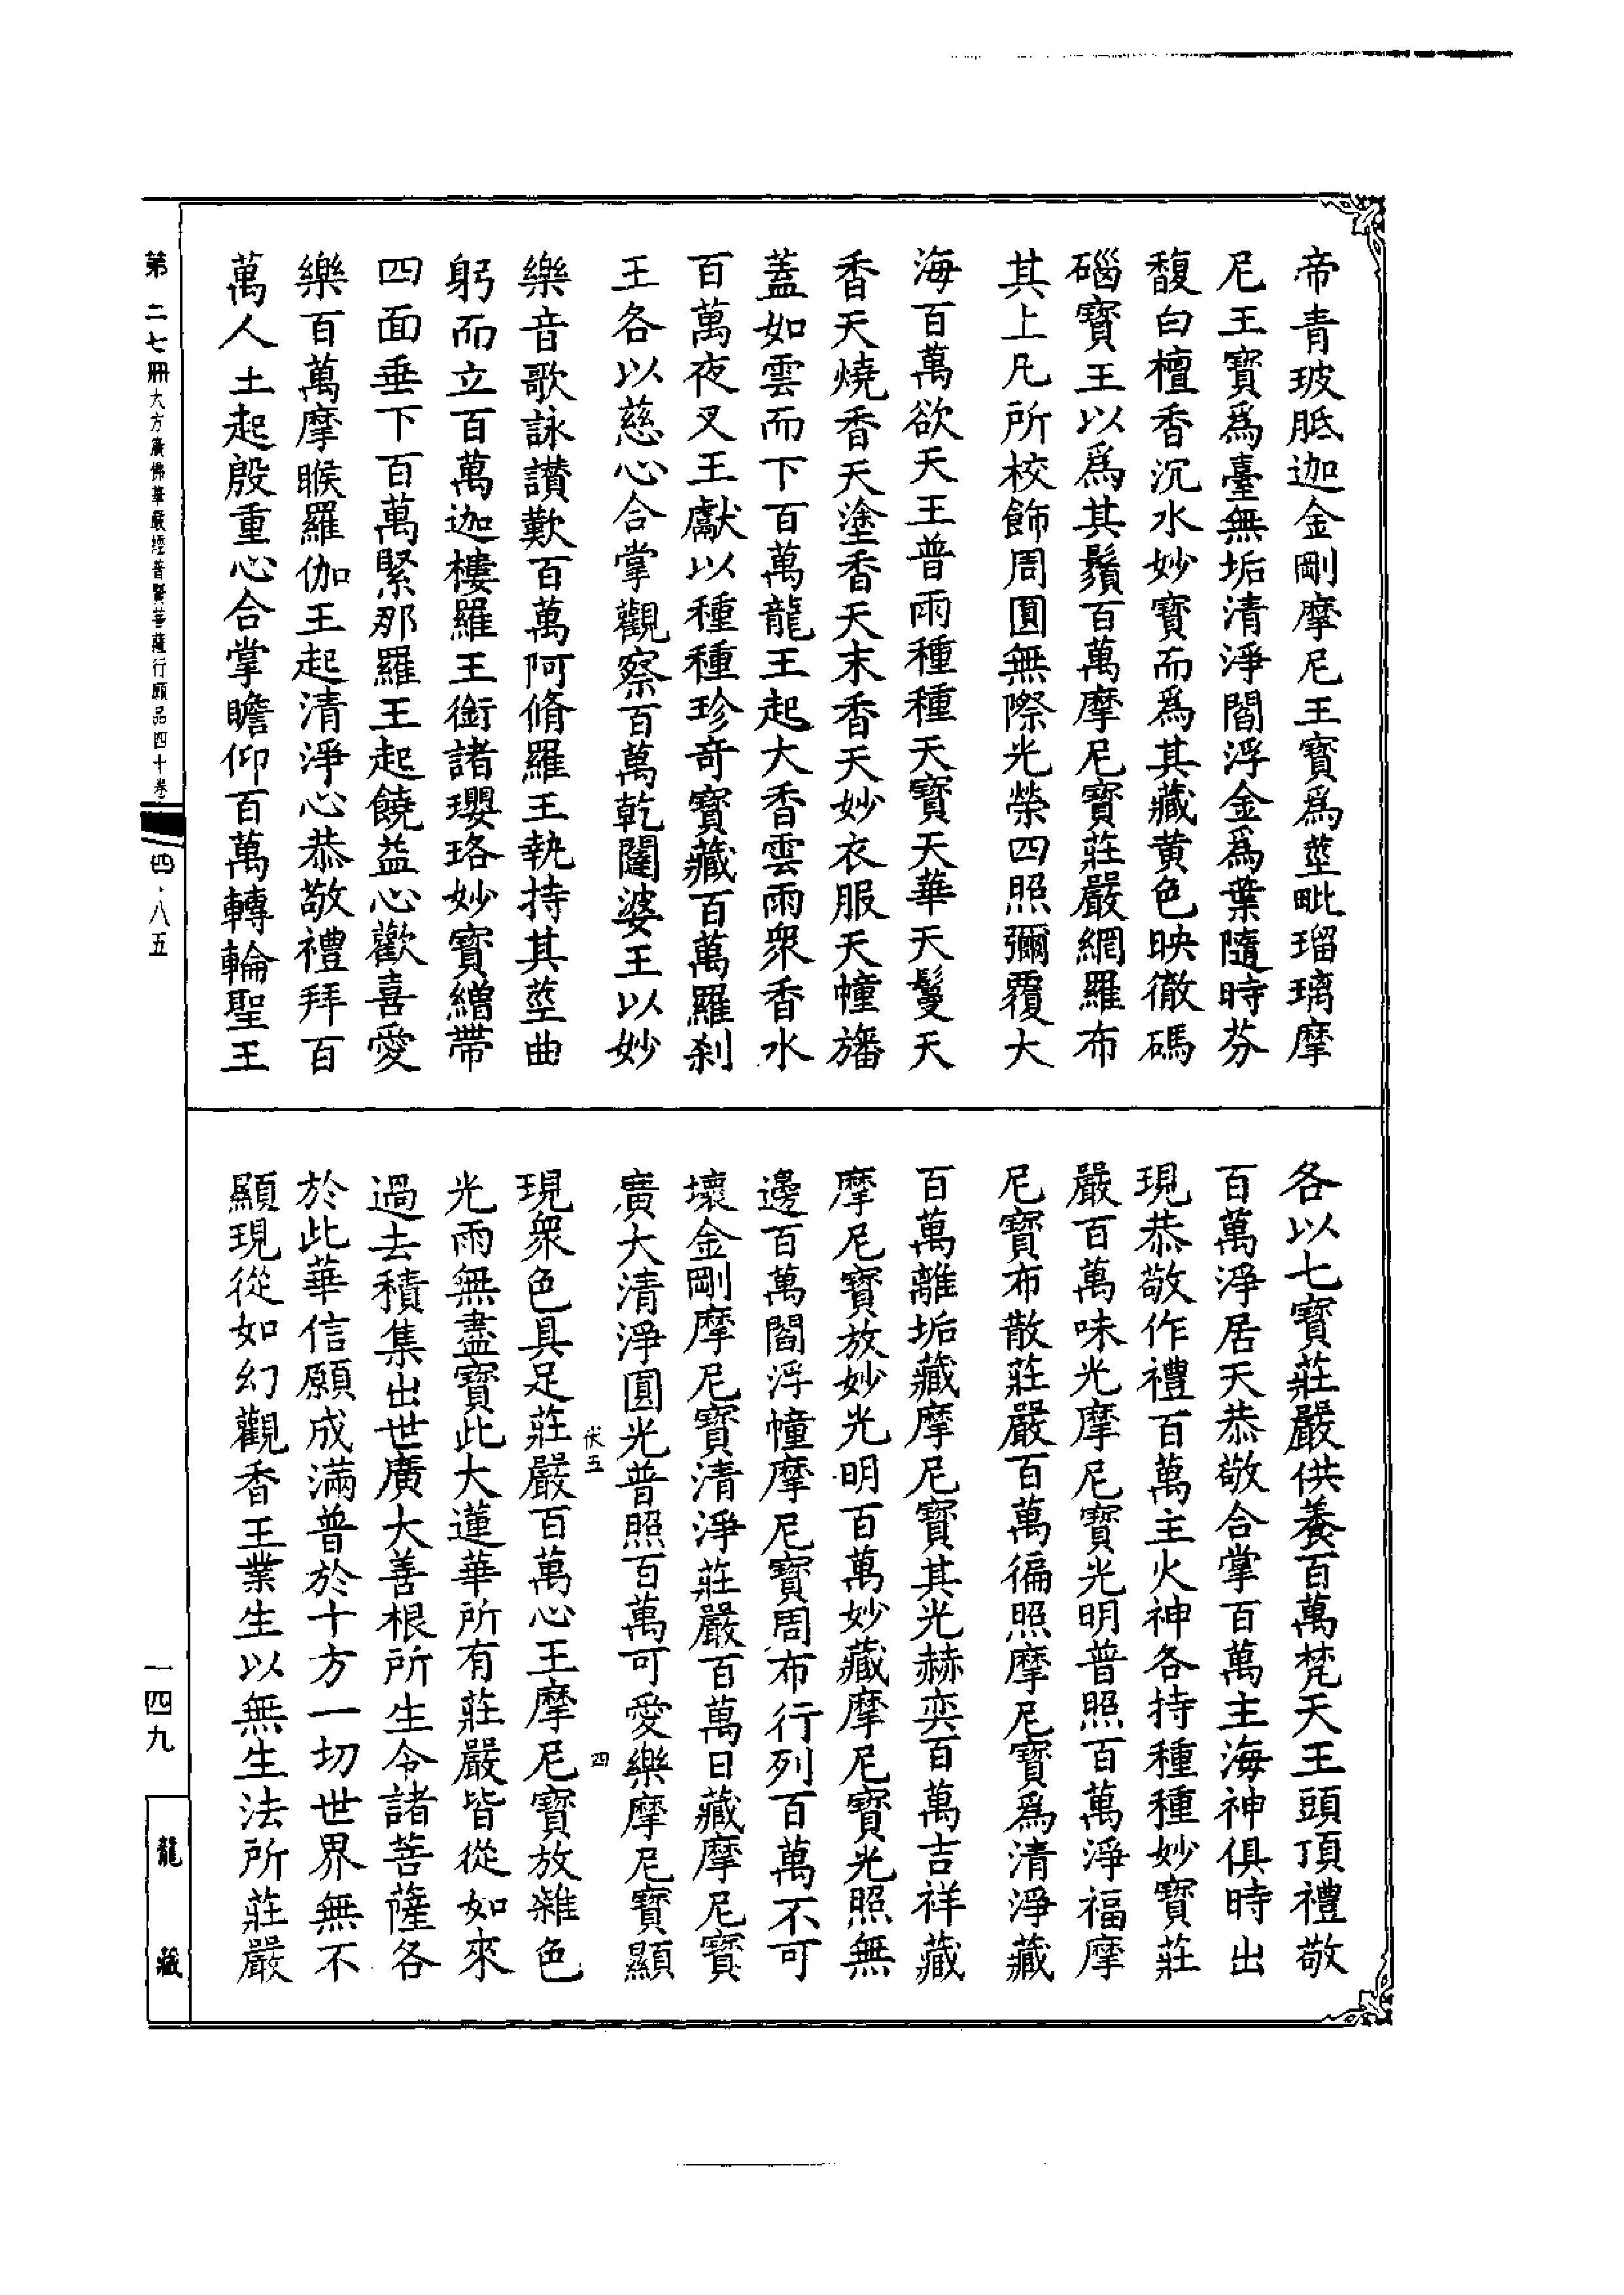 帝青玻胝迦金剛摩尼王寶爲莖毗瑠璃摩
尼王寶爲臺無垢清淨閻浮金爲葉隨時芬
馥白檀香沉水妙寶而爲其藏黄色映徹碼
碯寶王以爲其鬚百萬摩尼寶莊嚴網羅布
其上凡所校飾周圓無際光榮四照彌覆大
海百萬欲天王普雨種種天寶天華天鬘天
香天燒香天塗香天末香天妙衣服天幢旛
蓋如雲而下百萬龍王起大香雲雨衆香水
百萬夜叉王獻以種種珍奇寶藏百萬羅刹
王各以慈心合掌觀察百萬乾闥婆王以妙
樂音歌詠讚歎百萬阿脩羅王執持其莖曲
躬而立百萬迦樓羅王銜諸瓔珞妙寶繒帶
四面垂下百萬緊那羅王起饒益心歡喜愛
樂百萬摩睺羅伽王起清淨心恭敬禮拜百
萬人王起殷重心合掌瞻仰百萬轉輪聖王
各以七寶莊嚴供養百萬梵天王頭頂禮敬
百萬淨居天恭敬合掌百萬主海神俱時出
現恭敬作禮百萬主火神各持種種妙寶莊
嚴百萬味光摩尼寶光明普照百萬淨福摩
尼寶布散莊嚴百萬徧照摩尼寶爲清淨藏
百萬離垢藏摩尼寶其光赫奕百萬吉祥藏
摩尼寶放妙光明百萬妙藏摩尼寶光照無
邊百萬閻浮幢摩尼寶周布行列百萬不可
壞金剛摩尼寶清淨莊嚴百萬日藏摩尼寶
廣大清淨圓光普照百萬可愛樂摩尼寶顯
伏五 四
現衆色具足莊嚴百萬心王摩尼寶放雜色
光雨無盡寶此大蓮華所有莊嚴皆從如來
過去積集出世廣大善根所生令諸菩薩各
於此華信願成滿普於十方一切世界無不
顯現從如幻觀香王業生以無生法所莊嚴
第二七冊 大方廣佛華嚴經普賢菩薩行願品四十卷 四·八五
一四九
龍藏